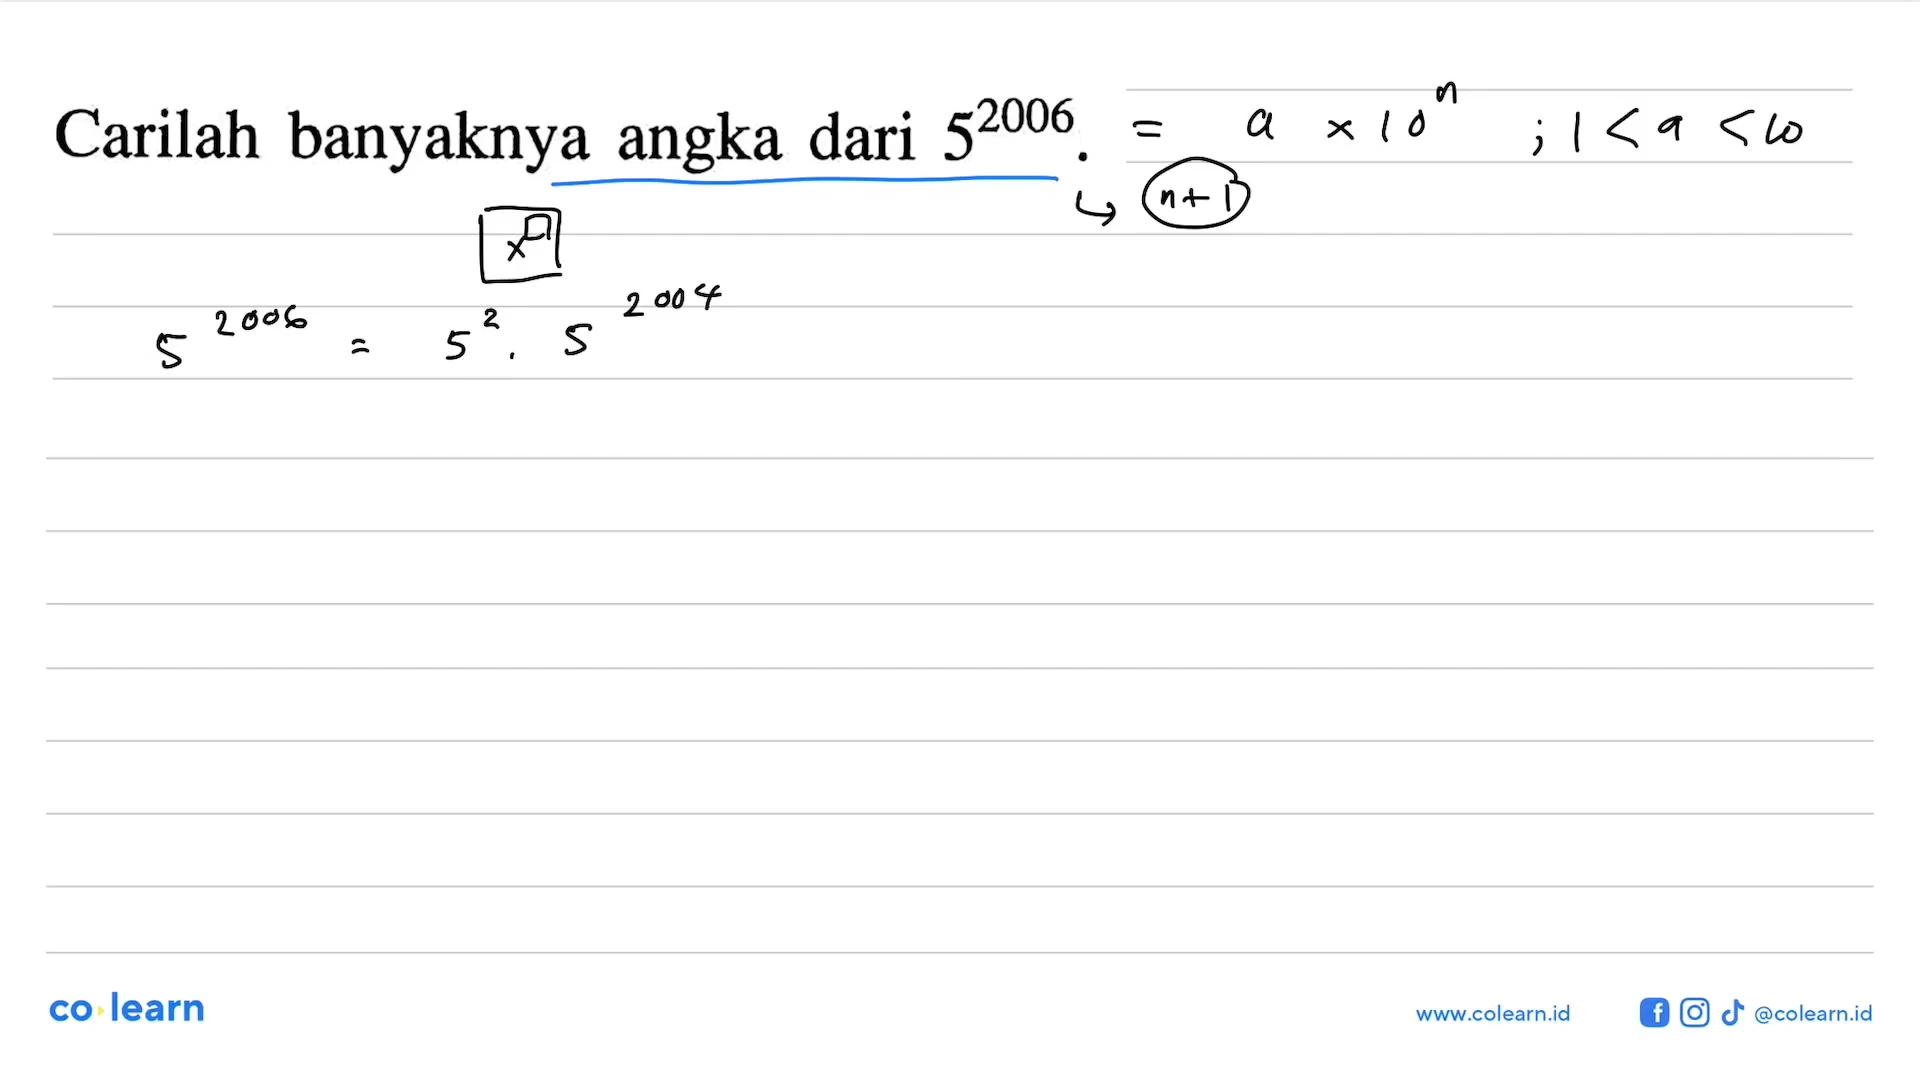 Carilah banyaknya angka dari 5^2006. = a × 10^n ; 1 < a < 10
↳ n+1
x^□
5^2006 = 5^2 . 5^2004
co learn
www.colearn.id @colearn.id